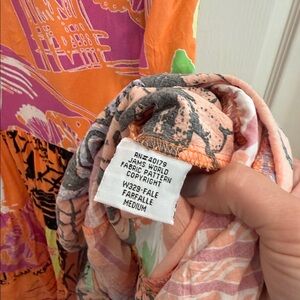 RN#40179
JAMS WORLD
FABRIC PATTERN
COPYRIGHT
W329-FALE
FARFALLE
MEDIUM